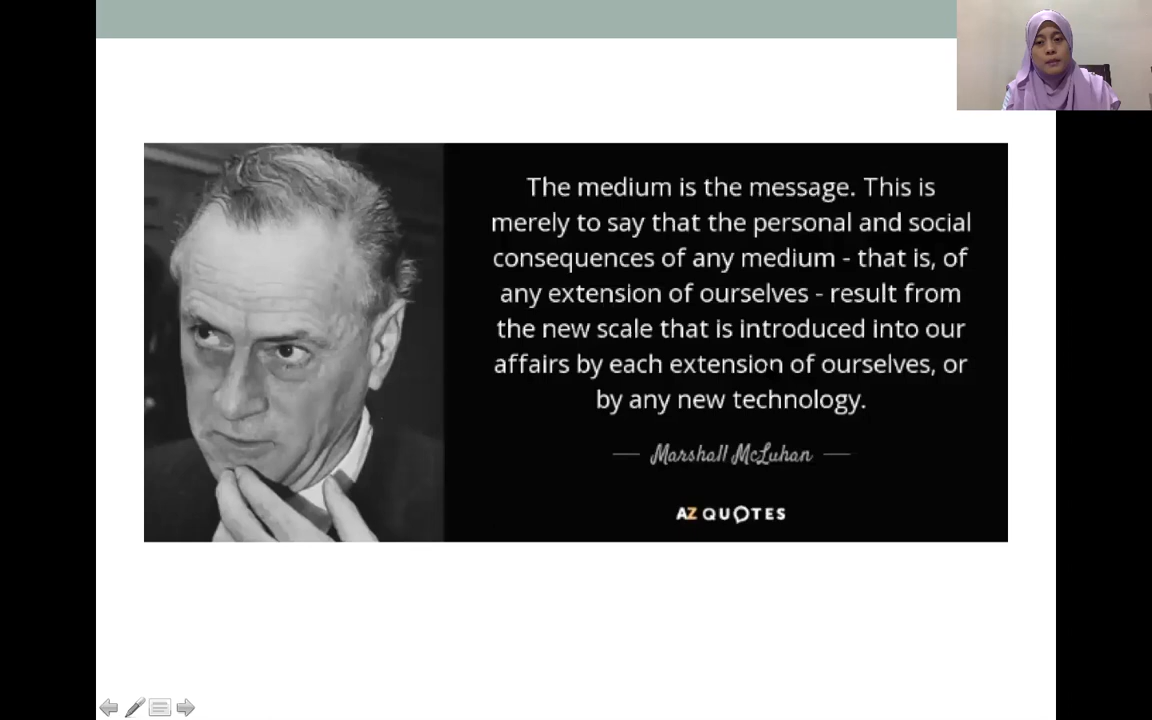 The medium is the message. This is
merely to say that the personal and social
consequences of any medium - that is, of
any extension of ourselves - result from
the new scale that is introduced into our
affairs by each extension of ourselves, or
by any new technology.
Marshall McLuhan
AZ QUOTES